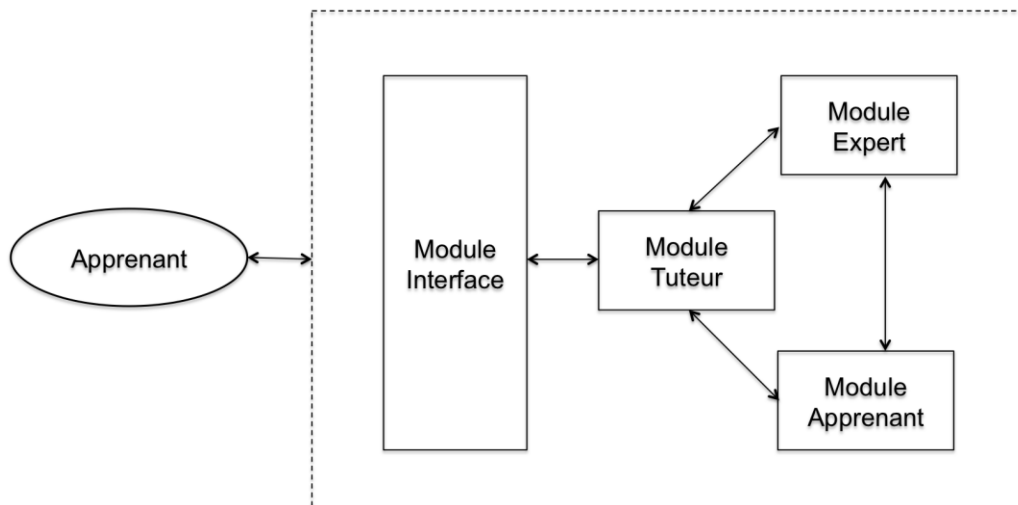 Apprenant
Module
Interface
Module
Tuteur
Module
Expert
Module
Apprenant